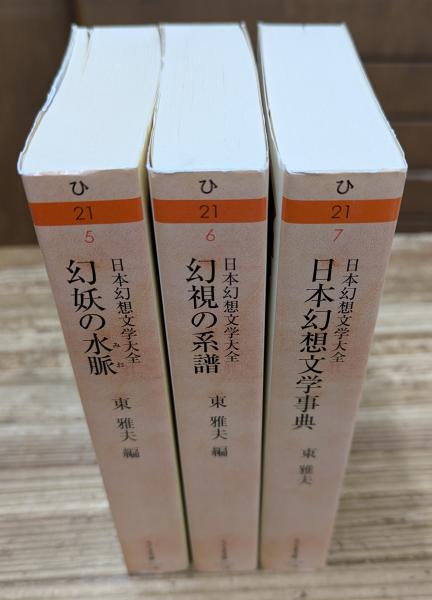 ひ
21
5
日本幻想文学大全
幻妖の水脈
みお
東 雅夫 編
ひ
21
6
日本幻想文学大全
幻視の系譜
東 雅夫 編
ひ
21
7
日本幻想文学大全
日本幻想文学事典
東 雅夫